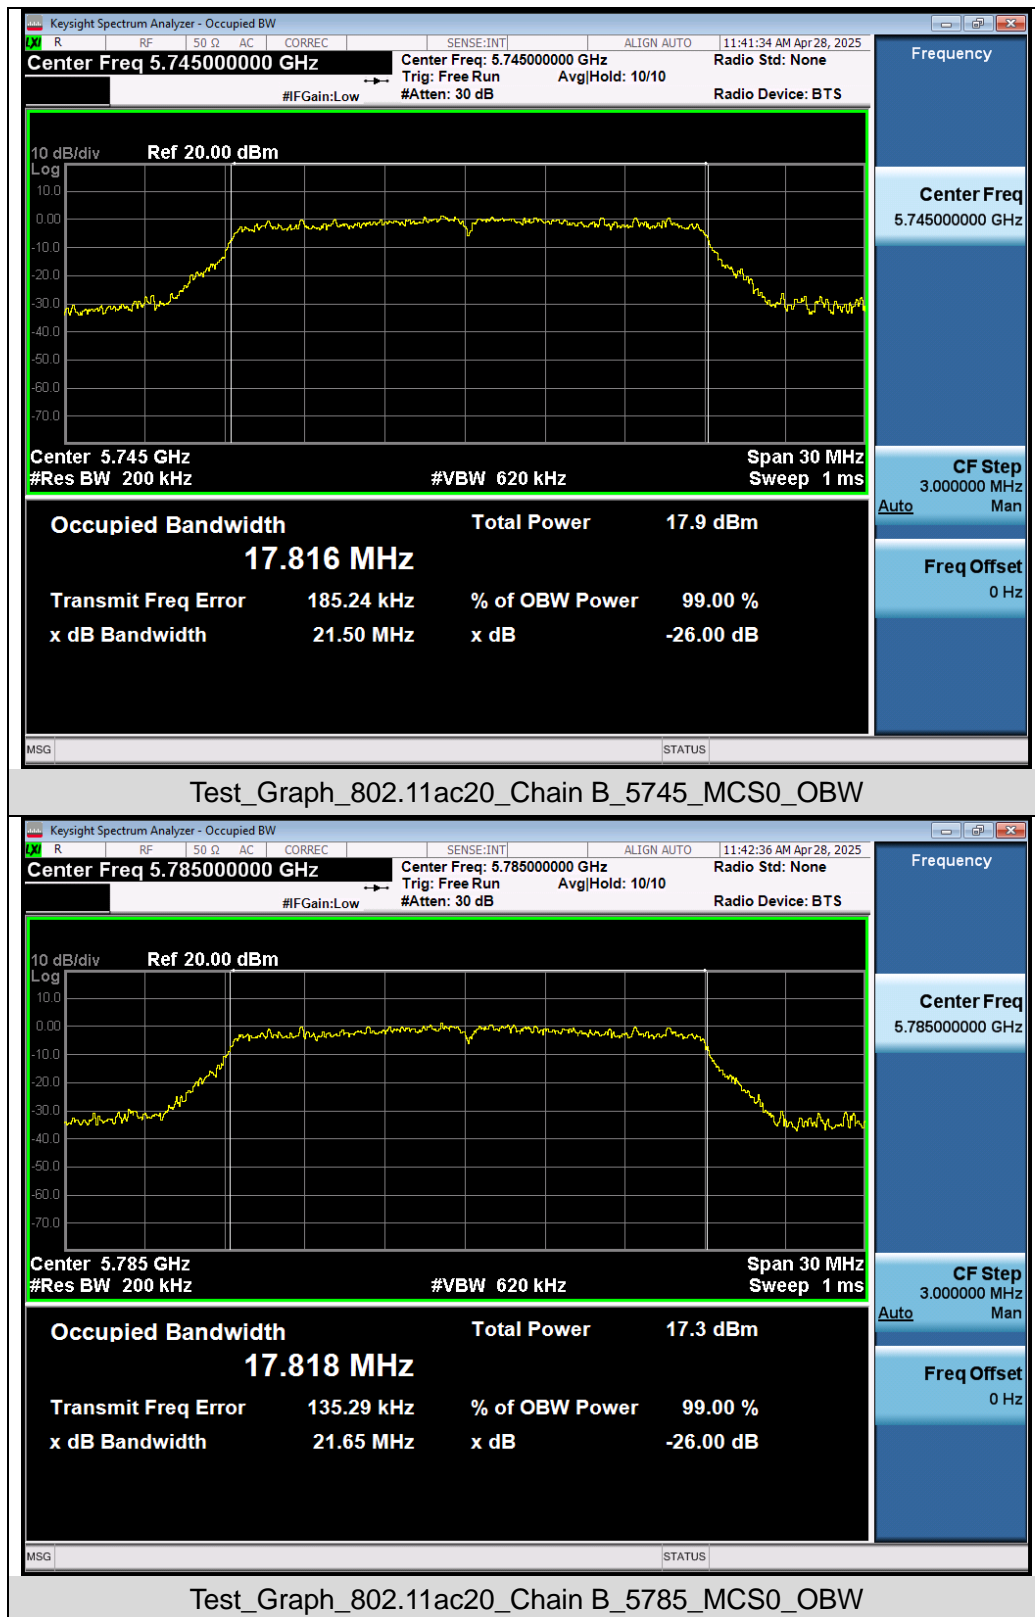 Keysight Spectrum Analyzer - Occupied BW
LXI R RF 50 Ω AC CORREC SENSE:INT ALIGN AUTO 11:41:34 AM Apr 28, 2025
Center Freq 5.745000000 GHz
Center Freq: 5.745000000 GHz
Radio Std: None
Trig: Free Run Avg|Hold: 10/10
#IFGain:Low
#Atten: 30 dB
Radio Device: BTS
10 dB/div Ref 20.00 dBm
Log
10.0
0.00
-10.0
-20.0
-30.0
-40.0
-50.0
-60.0
-70.0
Center 5.745 GHz Span 30 MHz
#Res BW 200 kHz #VBW 620 kHz Sweep 1 ms
Occupied Bandwidth Total Power 17.9 dBm
17.816 MHz
Transmit Freq Error 185.24 kHz % of OBW Power 99.00 %
x dB Bandwidth 21.50 MHz x dB -26.00 dB
MSG STATUS
Frequency
Center Freq
5.745000000 GHz
CF Step
3.000000 MHz
Auto Man
Freq Offset
0 Hz
Test_Graph_802.11ac20_Chain B_5745_MCS0_OBW
Keysight Spectrum Analyzer - Occupied BW
LXI R RF 50 Ω AC CORREC SENSE:INT ALIGN AUTO 11:42:36 AM Apr 28, 2025
Center Freq 5.785000000 GHz
Center Freq: 5.785000000 GHz
Radio Std: None
Trig: Free Run Avg|Hold: 10/10
#IFGain:Low
#Atten: 30 dB
Radio Device: BTS
10 dB/div Ref 20.00 dBm
Log
10.0
0.00
-10.0
-20.0
-30.0
-40.0
-50.0
-60.0
-70.0
Center 5.785 GHz Span 30 MHz
#Res BW 200 kHz #VBW 620 kHz Sweep 1 ms
Occupied Bandwidth Total Power 17.3 dBm
17.818 MHz
Transmit Freq Error 135.29 kHz % of OBW Power 99.00 %
x dB Bandwidth 21.65 MHz x dB -26.00 dB
MSG STATUS
Frequency
Center Freq
5.785000000 GHz
CF Step
3.000000 MHz
Auto Man
Freq Offset
0 Hz
Test_Graph_802.11ac20_Chain B_5785_MCS0_OBW